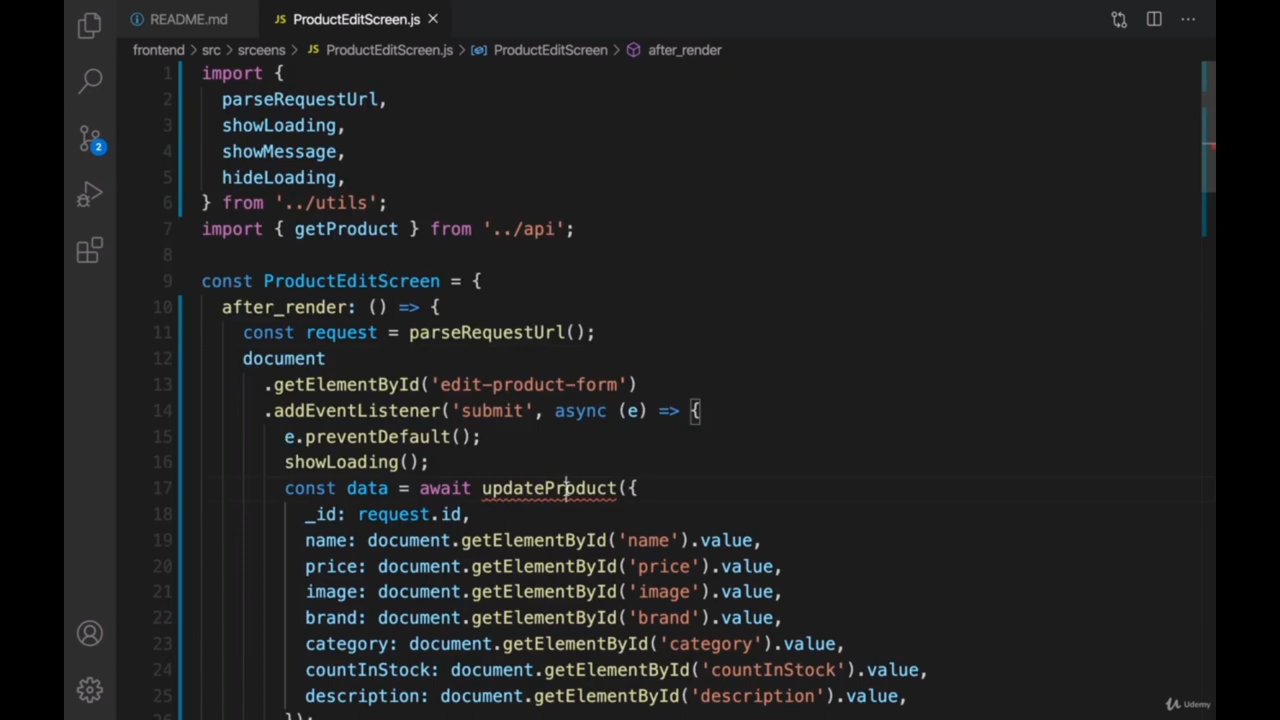 README.md
JS ProductEditScreen.js
frontend > src > srceens > JS ProductEditScreen.js > ProductEditScreen > after_render
1 import {
2 parseRequestUrl,
3 showLoading,
4 showMessage,
5 hideLoading,
6 } from '../utils';
7 import { getProduct } from '../api';
8
9 const ProductEditScreen = {
10 after_render: () => {
11 const request = parseRequestUrl();
12 document
13 .getElementById('edit-product-form')
14 .addEventListener('submit', async (e) => {
15 e.preventDefault();
16 showLoading();
17 const data = await updateProduct({
18 _id: request.id,
19 name: document.getElementById('name').value,
20 price: document.getElementById('price').value,
21 image: document.getElementById('image').value,
22 brand: document.getElementById('brand').value,
23 category: document.getElementById('category').value,
24 countInStock: document.getElementById('countInStock').value,
25 description: document.getElementById('description').value,
26 });
2
Udemy